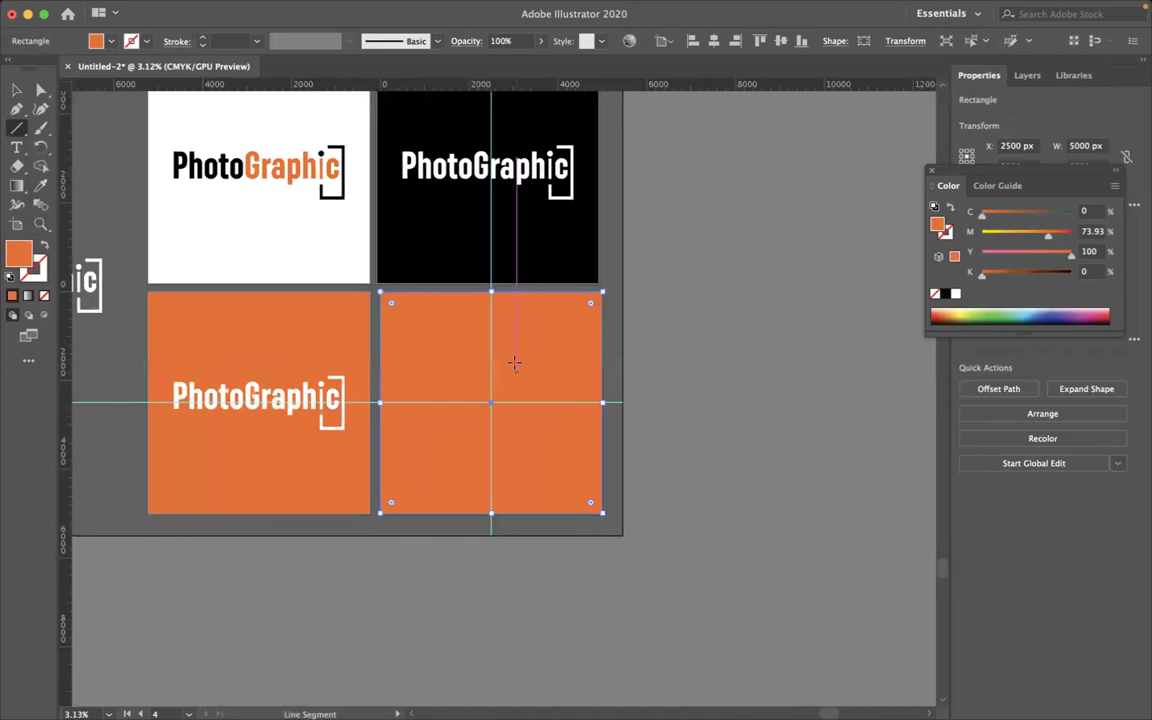 Adobe Illustrator 2020
Essentials
Search Adobe Stock
Rectangle
Stroke:
Basic
Opacity:
100%
Style:
Shape:
Transform
× Untitled-2* @ 3.12% (CMYK/GPU Preview)
Properties
Layers
Libraries
6000
4000
2000
0
2000
4000
6000
8000
10000
1200
Rectangle
Transform
X:
2500 px
W:
5000 px
PhotoGraphic
PhotoGraphic
Color
Color Guide
C
0
%
M
73.93
%
Y
100
%
K
0
%
ic
PhotoGraphic
Quick Actions
Offset Path
Expand Shape
Arrange
Recolor
Start Global Edit
3.13%
4
Line Segment